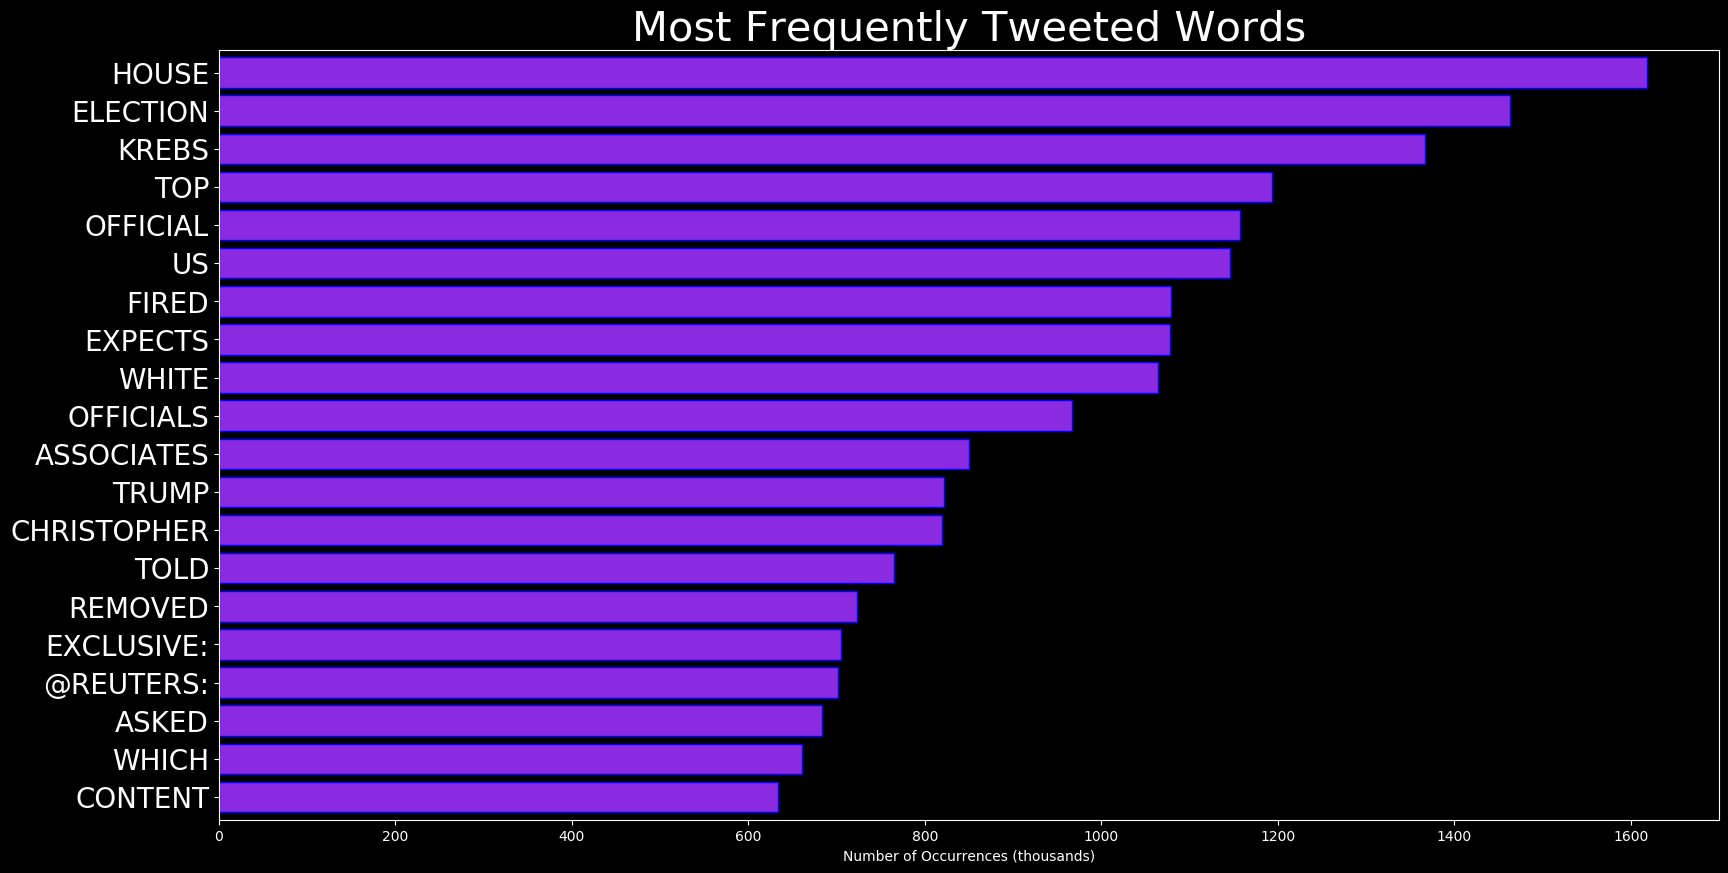 Most Frequently Tweeted Words
HOUSE
ELECTION
KREBS
TOP
OFFICIAL
US
FIRED
EXPECTS
WHITE
OFFICIALS
ASSOCIATES
TRUMP
CHRISTOPHER
TOLD
REMOVED
EXCLUSIVE:
@REUTERS:
ASKED
WHICH
CONTENT
0 200 400 600 800 1000 1200 1400 1600
Number of Occurrences (thousands)